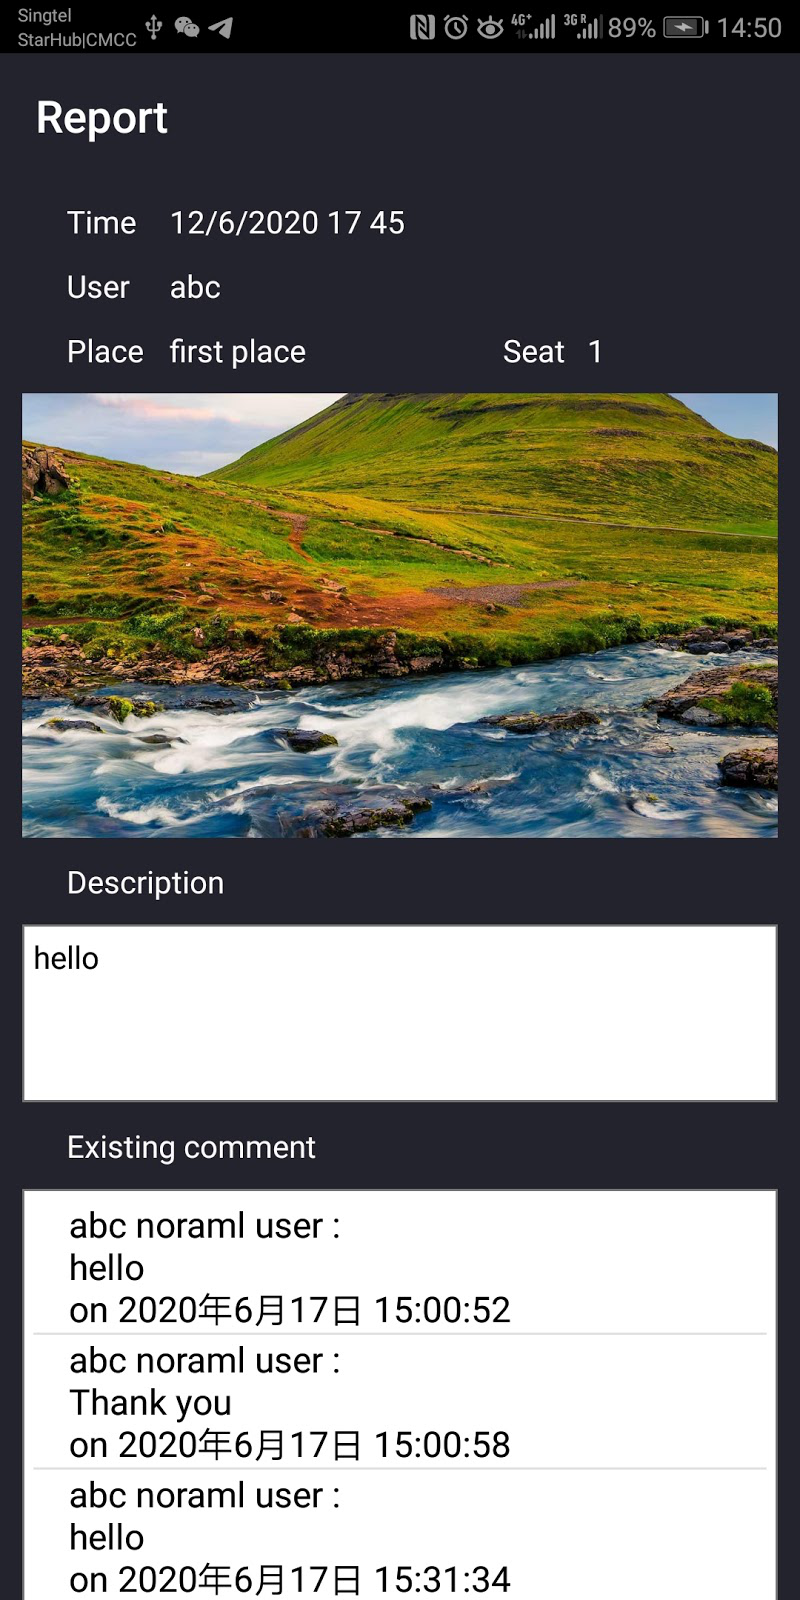 Singtel
StarHub|CMCC
4G+ 3G R 89% 14:50
Report
Time 12/6/2020 17 45
User abc
Place first place Seat 1
Description
hello
Existing comment
abc noraml user :
hello
on 2020年6月17日 15:00:52
abc noraml user :
Thank you
on 2020年6月17日 15:00:58
abc noraml user :
hello
on 2020年6月17日 15:31:34